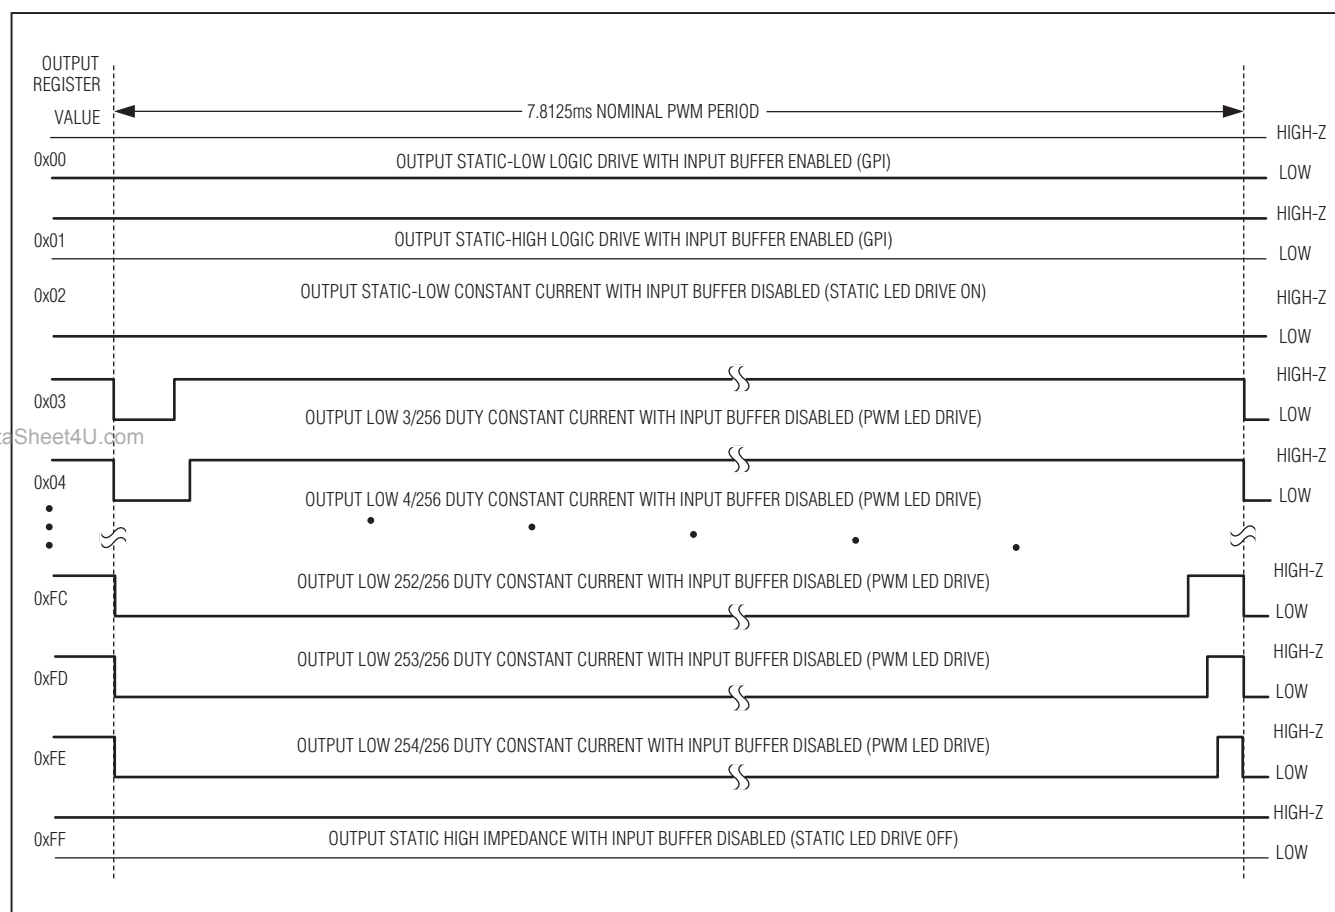 OUTPUT
REGISTER
VALUE
7.8125ms NOMINAL PWM PERIOD
HIGH-Z
0x00
OUTPUT STATIC-LOW LOGIC DRIVE WITH INPUT BUFFER ENABLED (GPI)
LOW
HIGH-Z
0x01
OUTPUT STATIC-HIGH LOGIC DRIVE WITH INPUT BUFFER ENABLED (GPI)
LOW
0x02
OUTPUT STATIC-LOW CONSTANT CURRENT WITH INPUT BUFFER DISABLED (STATIC LED DRIVE ON)
HIGH-Z
LOW
HIGH-Z
0x03
OUTPUT LOW 3/256 DUTY CONSTANT CURRENT WITH INPUT BUFFER DISABLED (PWM LED DRIVE)
LOW
taSheet4U.com
HIGH-Z
0x04
OUTPUT LOW 4/256 DUTY CONSTANT CURRENT WITH INPUT BUFFER DISABLED (PWM LED DRIVE)
LOW
HIGH-Z
0xFC
OUTPUT LOW 252/256 DUTY CONSTANT CURRENT WITH INPUT BUFFER DISABLED (PWM LED DRIVE)
LOW
HIGH-Z
0xFD
OUTPUT LOW 253/256 DUTY CONSTANT CURRENT WITH INPUT BUFFER DISABLED (PWM LED DRIVE)
LOW
HIGH-Z
0xFE
OUTPUT LOW 254/256 DUTY CONSTANT CURRENT WITH INPUT BUFFER DISABLED (PWM LED DRIVE)
LOW
HIGH-Z
0xFF
OUTPUT STATIC HIGH IMPEDANCE WITH INPUT BUFFER DISABLED (STATIC LED DRIVE OFF)
LOW